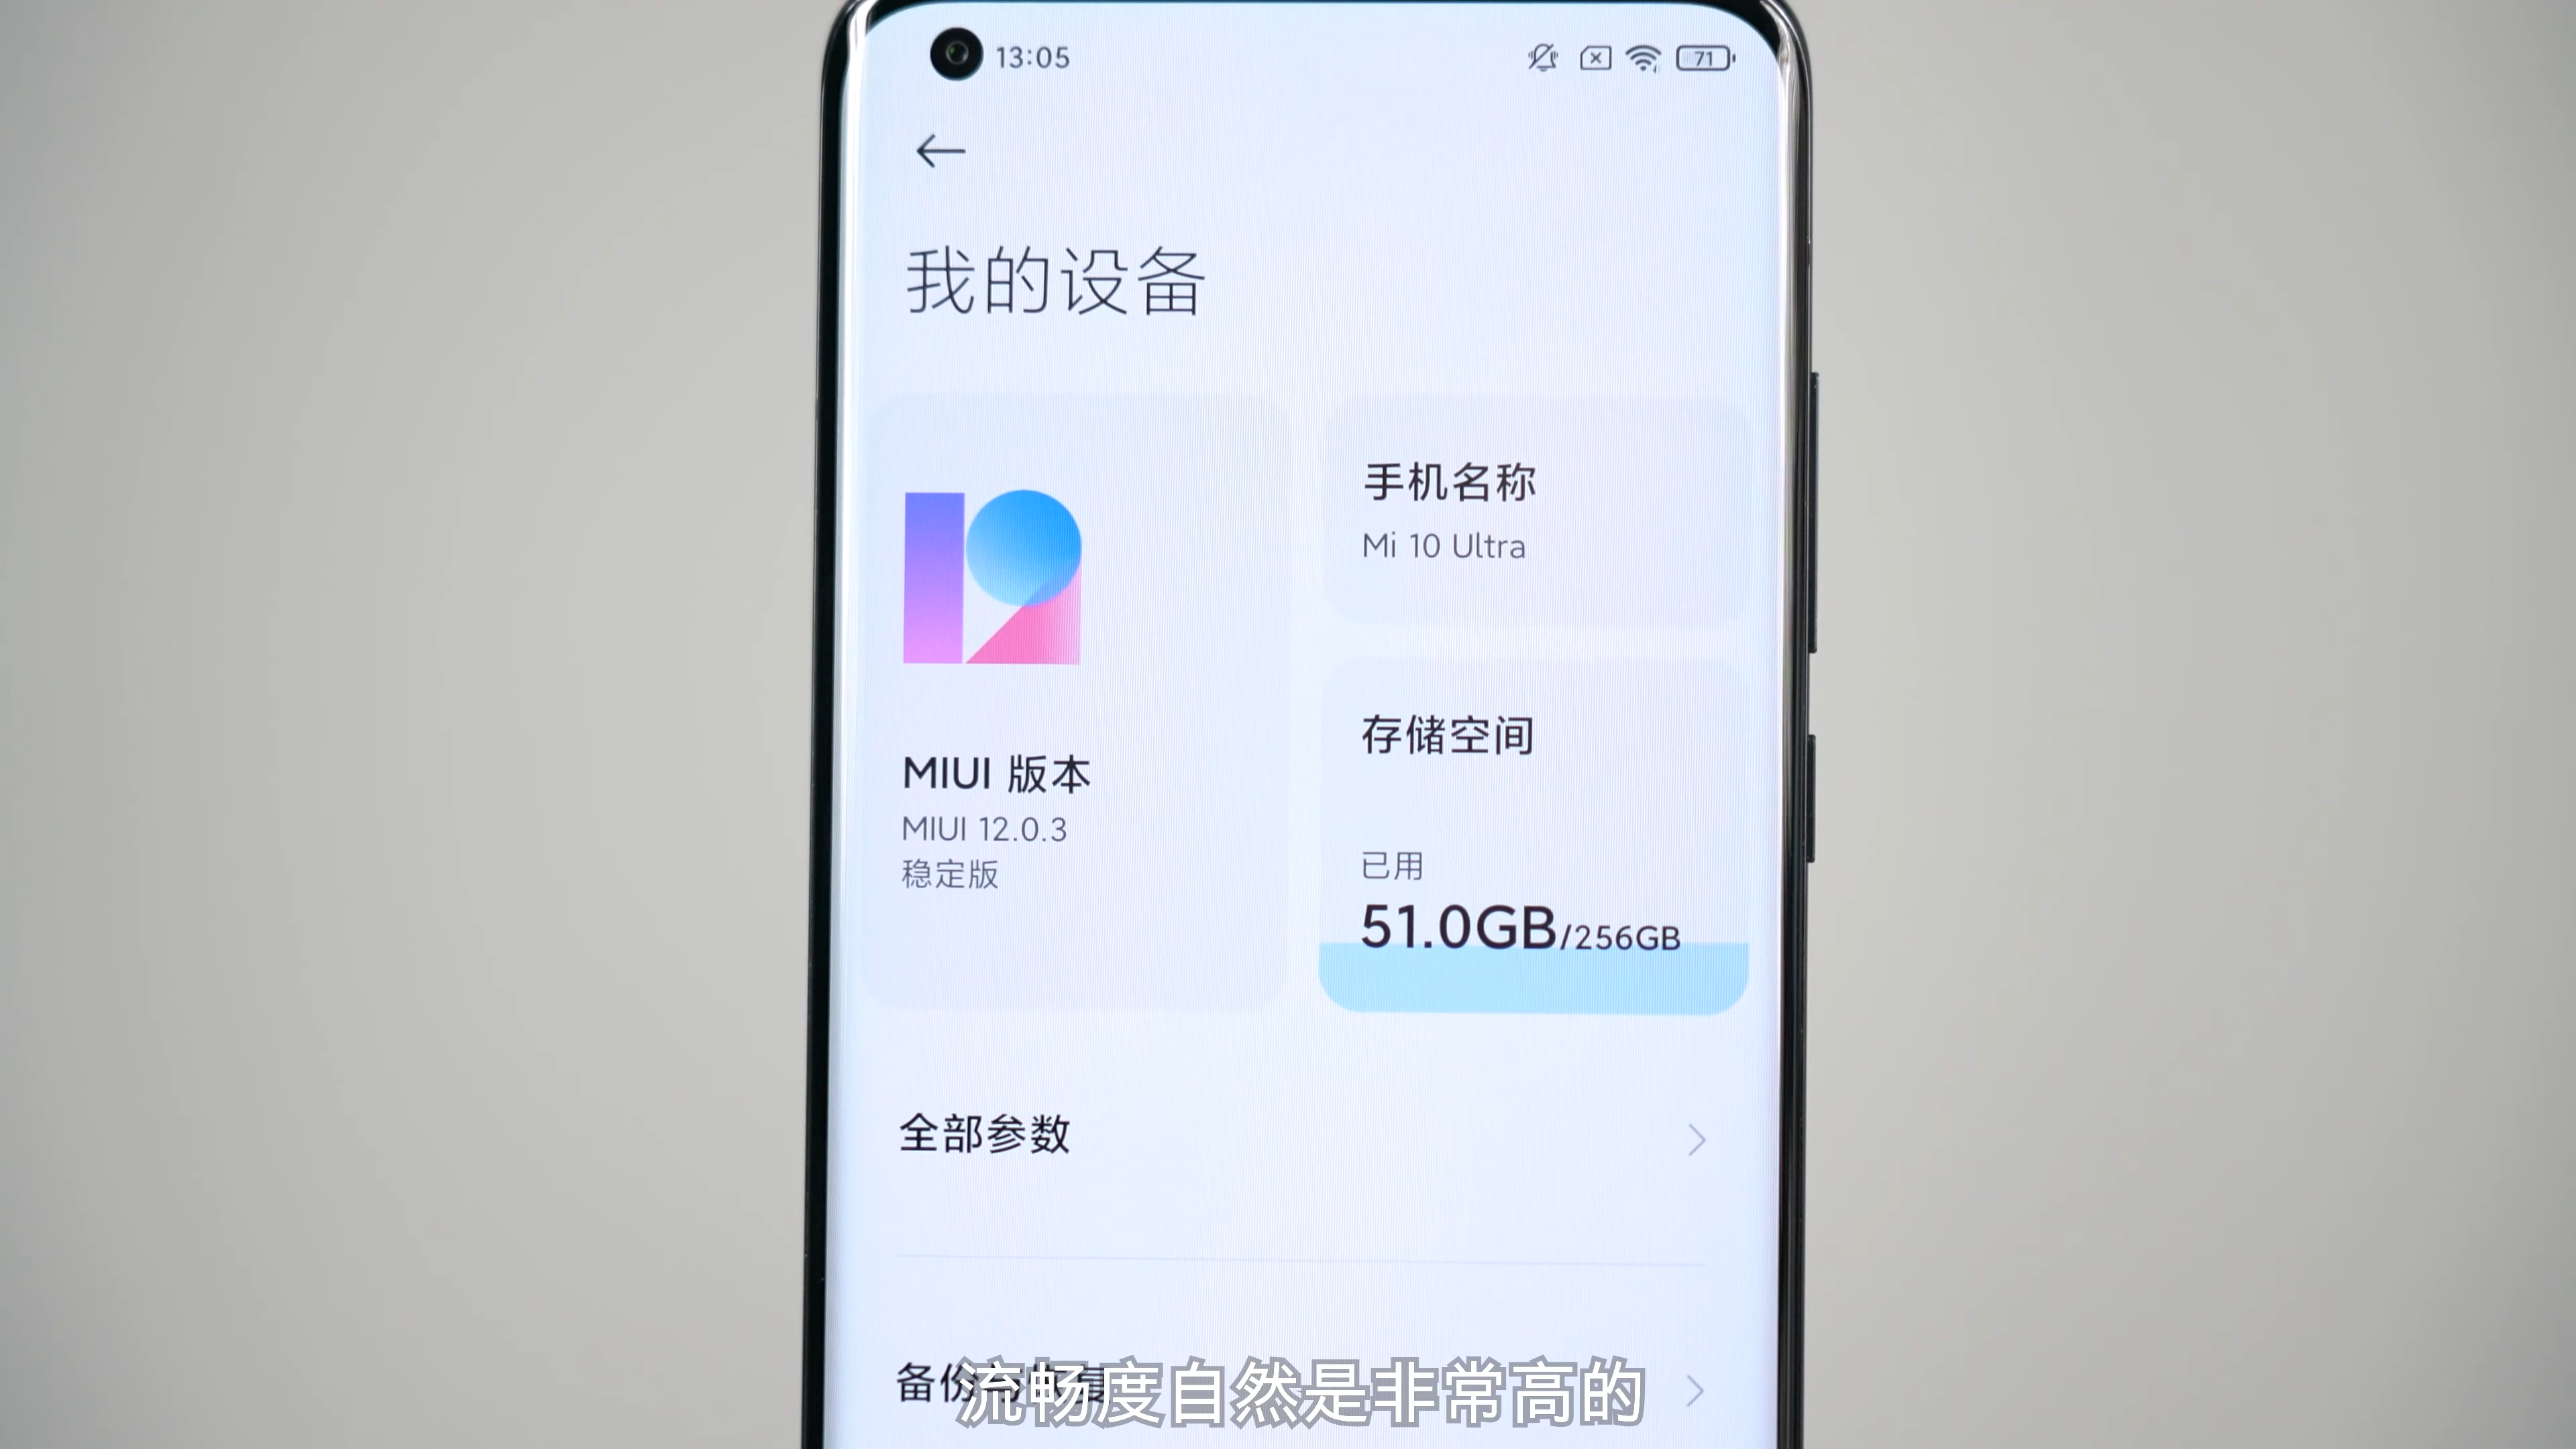 13:05
71
我的设备
手机名称
Mi 10 Ultra
MIUI 版本
MIUI 12.0.3
稳定版
存储空间
已用
51.0GB/256GB
全部参数
流畅度自然是非常高的